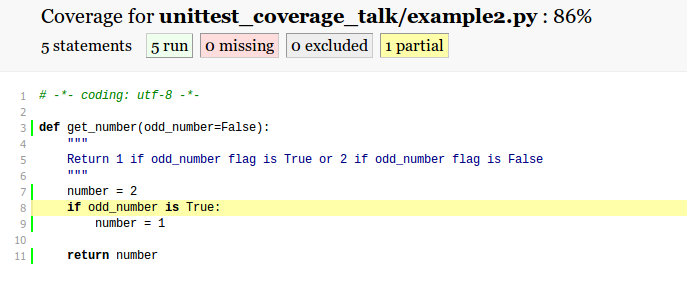 Coverage for unittest_coverage_talk/example2.py : 86%
5 statements 5 run 0 missing 0 excluded 1 partial
1 # -*- coding: utf-8 -*-
2
3 def get_number(odd_number=False):
4     """
5     Return 1 if odd_number flag is True or 2 if odd_number flag is False
6     """
7     number = 2
8     if odd_number is True:
9         number = 1
10
11     return number